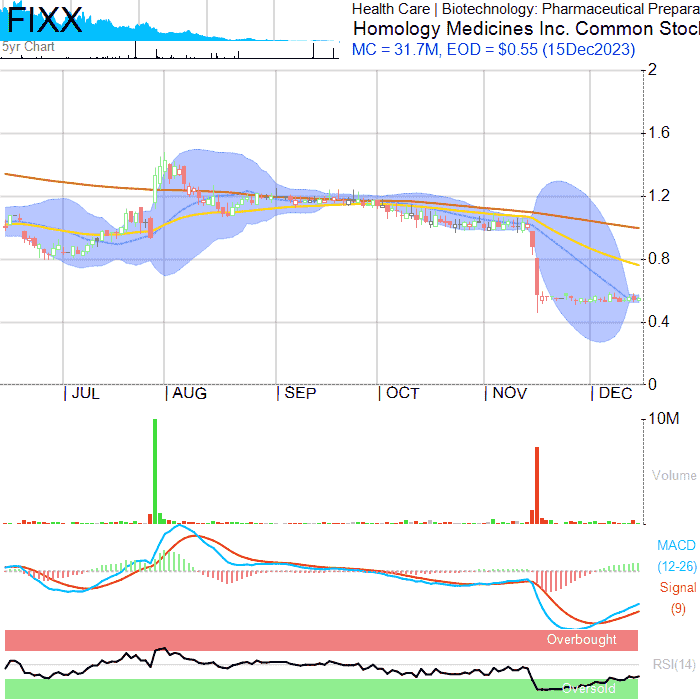 FIXX
5yr Chart
Health Care | Biotechnology: Pharmaceutical Prepara
Homology Medicines Inc. Common Stoc
MC = 31.7M, EOD = $0.55 (15Dec2023)
2
1.6
1.2
0.8
0.4
0
JUL AUG SEP OCT NOV DEC
10M
Volume
MACD
(12-26)
Signal
(9)
Overbought
RSI(14)
Oversold